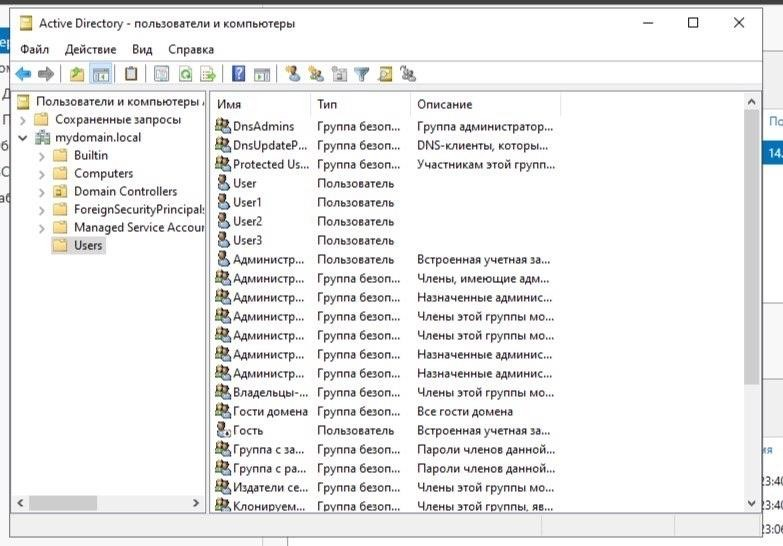 Active Directory - пользователи и компьютеры
Файл Действие Вид Справка
Пользователи и компьютеры
Сохраненные запросы
mydomain.local
Builtin
Computers
Domain Controllers
ForeignSecurityPrincipals
Managed Service Accour
Users
Имя Тип Описание
DnsAdmins Группа безоп... Группа администратор...
DnsUpdateP... Группа безоп... DNS-клиенты, которы...
Protected Us... Группа безоп... Участникам этой групп...
User Пользователь
User1 Пользователь
User2 Пользователь
User3 Пользователь
Администр... Пользователь Встроенная учетная за...
Администр... Группа безоп... Члены, имеющие адм...
Администр... Группа безоп... Назначенные админис...
Администр... Группа безоп... Члены этой группы мо...
Администр... Группа безоп... Члены этой группы мо...
Администр... Группа безоп... Назначенные админис...
Администр... Группа безоп... Назначенные админис...
Владельцы-... Группа безоп... Члены этой группы мо...
Гости домена Группа безоп... Все гости домена
Гость Пользователь Встроенная учетная за...
Группа с за... Группа безоп... Пароли членов данной...
Группа с ра... Группа безоп... Пароли членов данной...
Издатели се... Группа безоп... Члены этой группы мо...
Клонируем... Группа безоп... Члены этой группы, яв...
По
14.
23:40
23:40
23:06